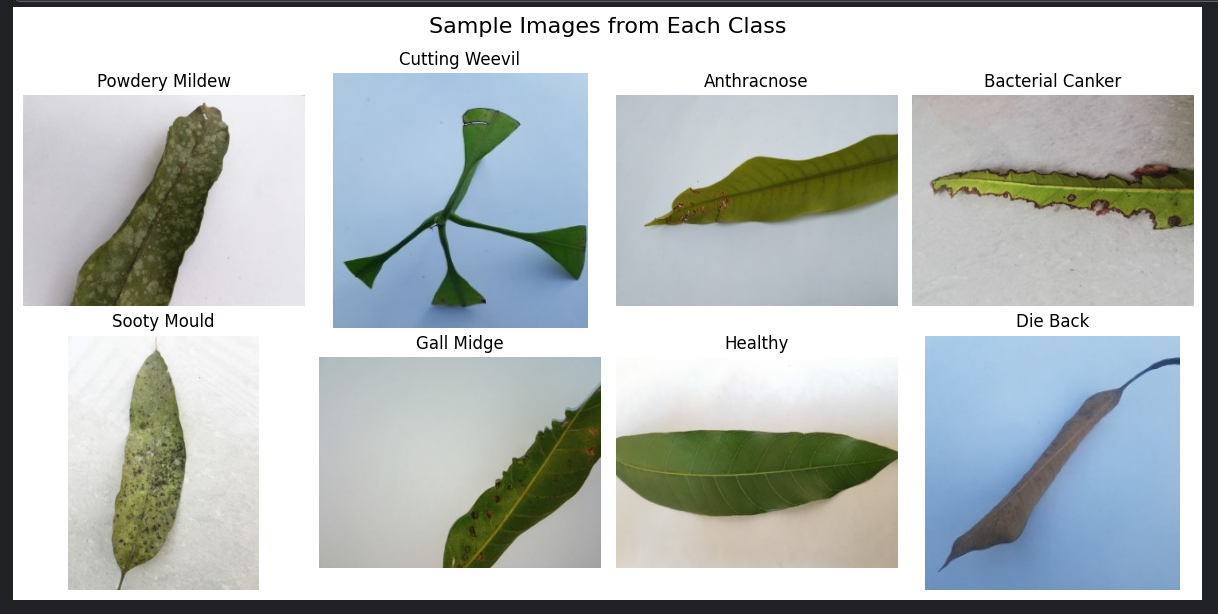 Sample Images from Each Class
Powdery Mildew
Cutting Weevil
Anthracnose
Bacterial Canker
Sooty Mould
Gall Midge
Healthy
Die Back